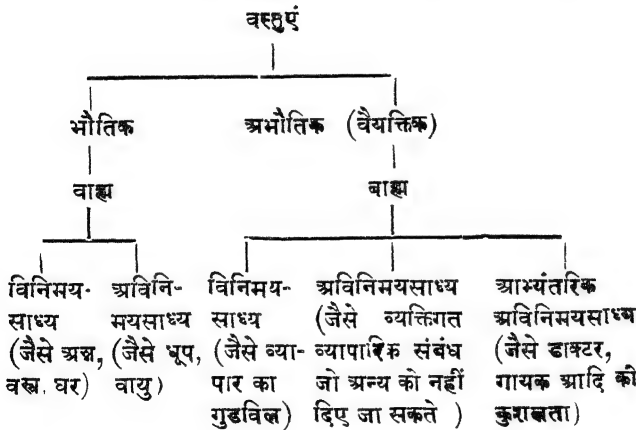 वस्तुएं
भौतिक अभौतिक (वैयक्तिक)
वाह्य बाह्य
विनिमय- अविनि- विनिमय- अविनिमयसाध्य आभ्यंतरिक
साध्य मयसाध्य साध्य (जैसे व्यक्तिगत अविनिमयसाध्य
(जैसे अन्न, (जैसे धूप, (जैसे व्या- व्यापारिक संबंध (जैसे डाक्टर,
वस्त्र, घर) वायु) पार का जो अन्य को नहीं गायक आदि की
गुडविल) दिए जा सकते ) कुशलता)